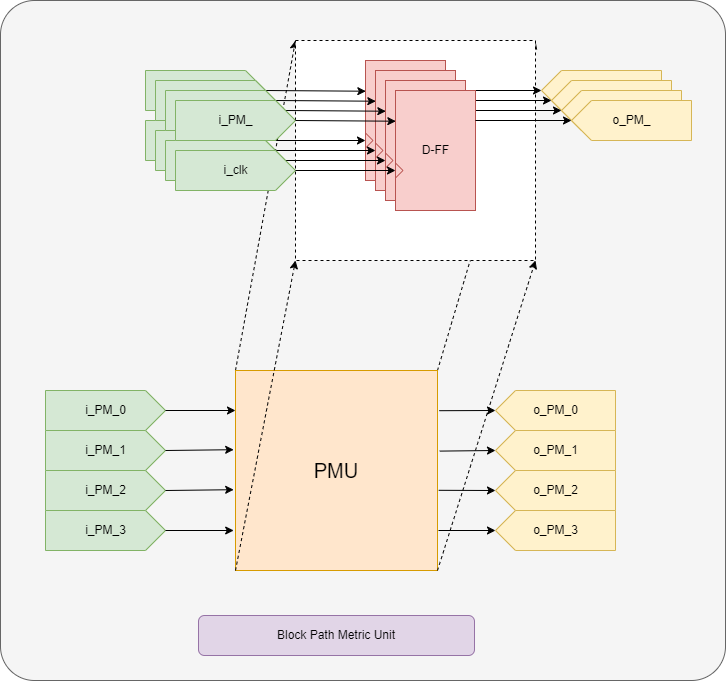 i_PM_
D-FF
o_PM_
i_clk
i_PM_0
o_PM_0
i_PM_1
o_PM_1
PMU
i_PM_2
o_PM_2
i_PM_3
o_PM_3
Block Path Metric Unit